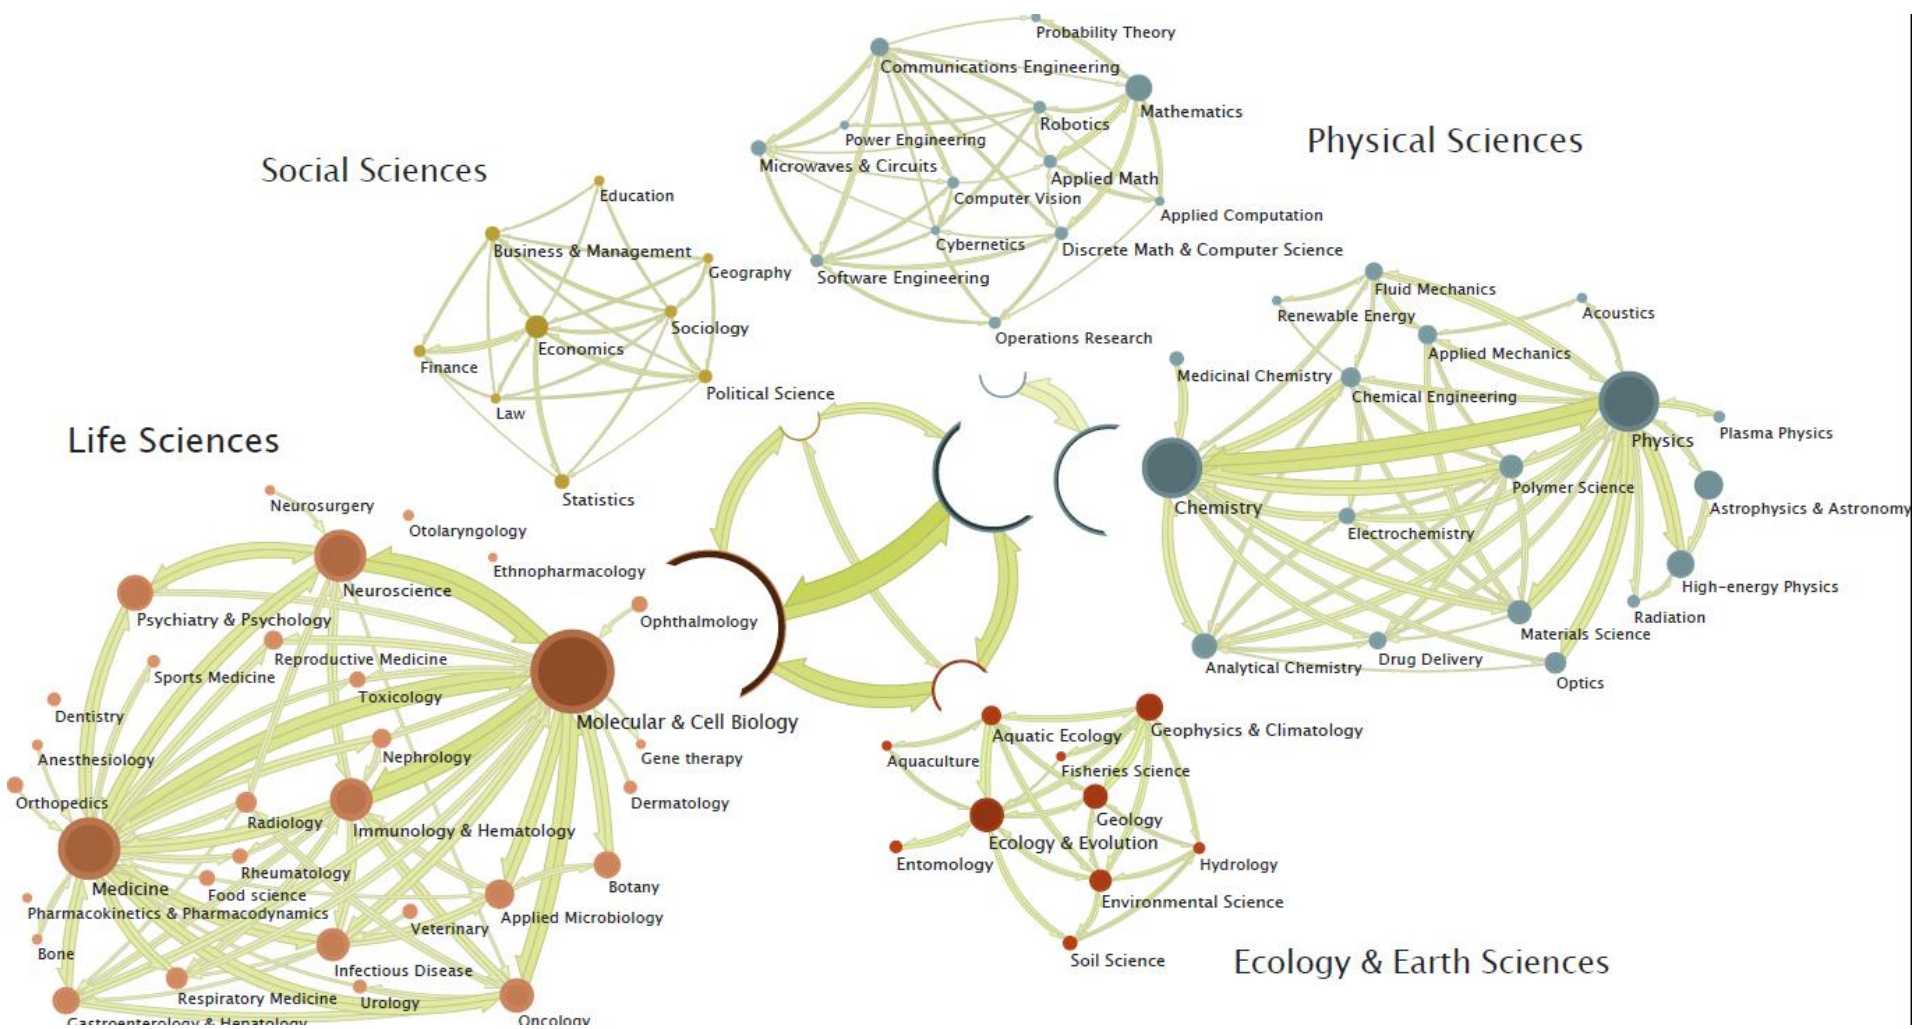 Probability Theory
Communications Engineering
Mathematics
Robotics
Power Engineering
Physical Sciences
Microwaves & Circuits
Social Sciences
Applied Math
Education
Computer Vision
Applied Computation
Cybernetics
Discrete Math & Computer Science
Business & Management
Geography
Software Engineering
Fluid Mechanics
Acoustics
Renewable Energy
Sociology
Operations Research
Economics
Applied Mechanics
Finance
Medicinal Chemistry
Political Science
Chemical Engineering
Law
Plasma Physics
Physics
Life Sciences
Polymer Science
Statistics
Neurosurgery
Chemistry
Astrophysics & Astronomy
Otolaryngology
Electrochemistry
Ethnopharmacology
High-energy Physics
Neuroscience
Radiation
Psychiatry & Psychology
Ophthalmology
Materials Science
Reproductive Medicine
Drug Delivery
Analytical Chemistry
Sports Medicine
Optics
Toxicology
Dentistry
Molecular & Cell Biology
Geophysics & Climatology
Aquatic Ecology
Nephrology
Gene therapy
Anesthesiology
Aquaculture
Fisheries Science
Orthopedics
Dermatology
Radiology
Immunology & Hematology
Geology
Ecology & Evolution
Entomology
Hydrology
Rheumatology
Medicine
Botany
Food science
Environmental Science
Pharmacokinetics & Pharmacodynamics
Applied Microbiology
Veterinary
Bone
Soil Science
Ecology & Earth Sciences
Infectious Disease
Respiratory Medicine
Urology
Gastroenterology & Hepatology
Oncology